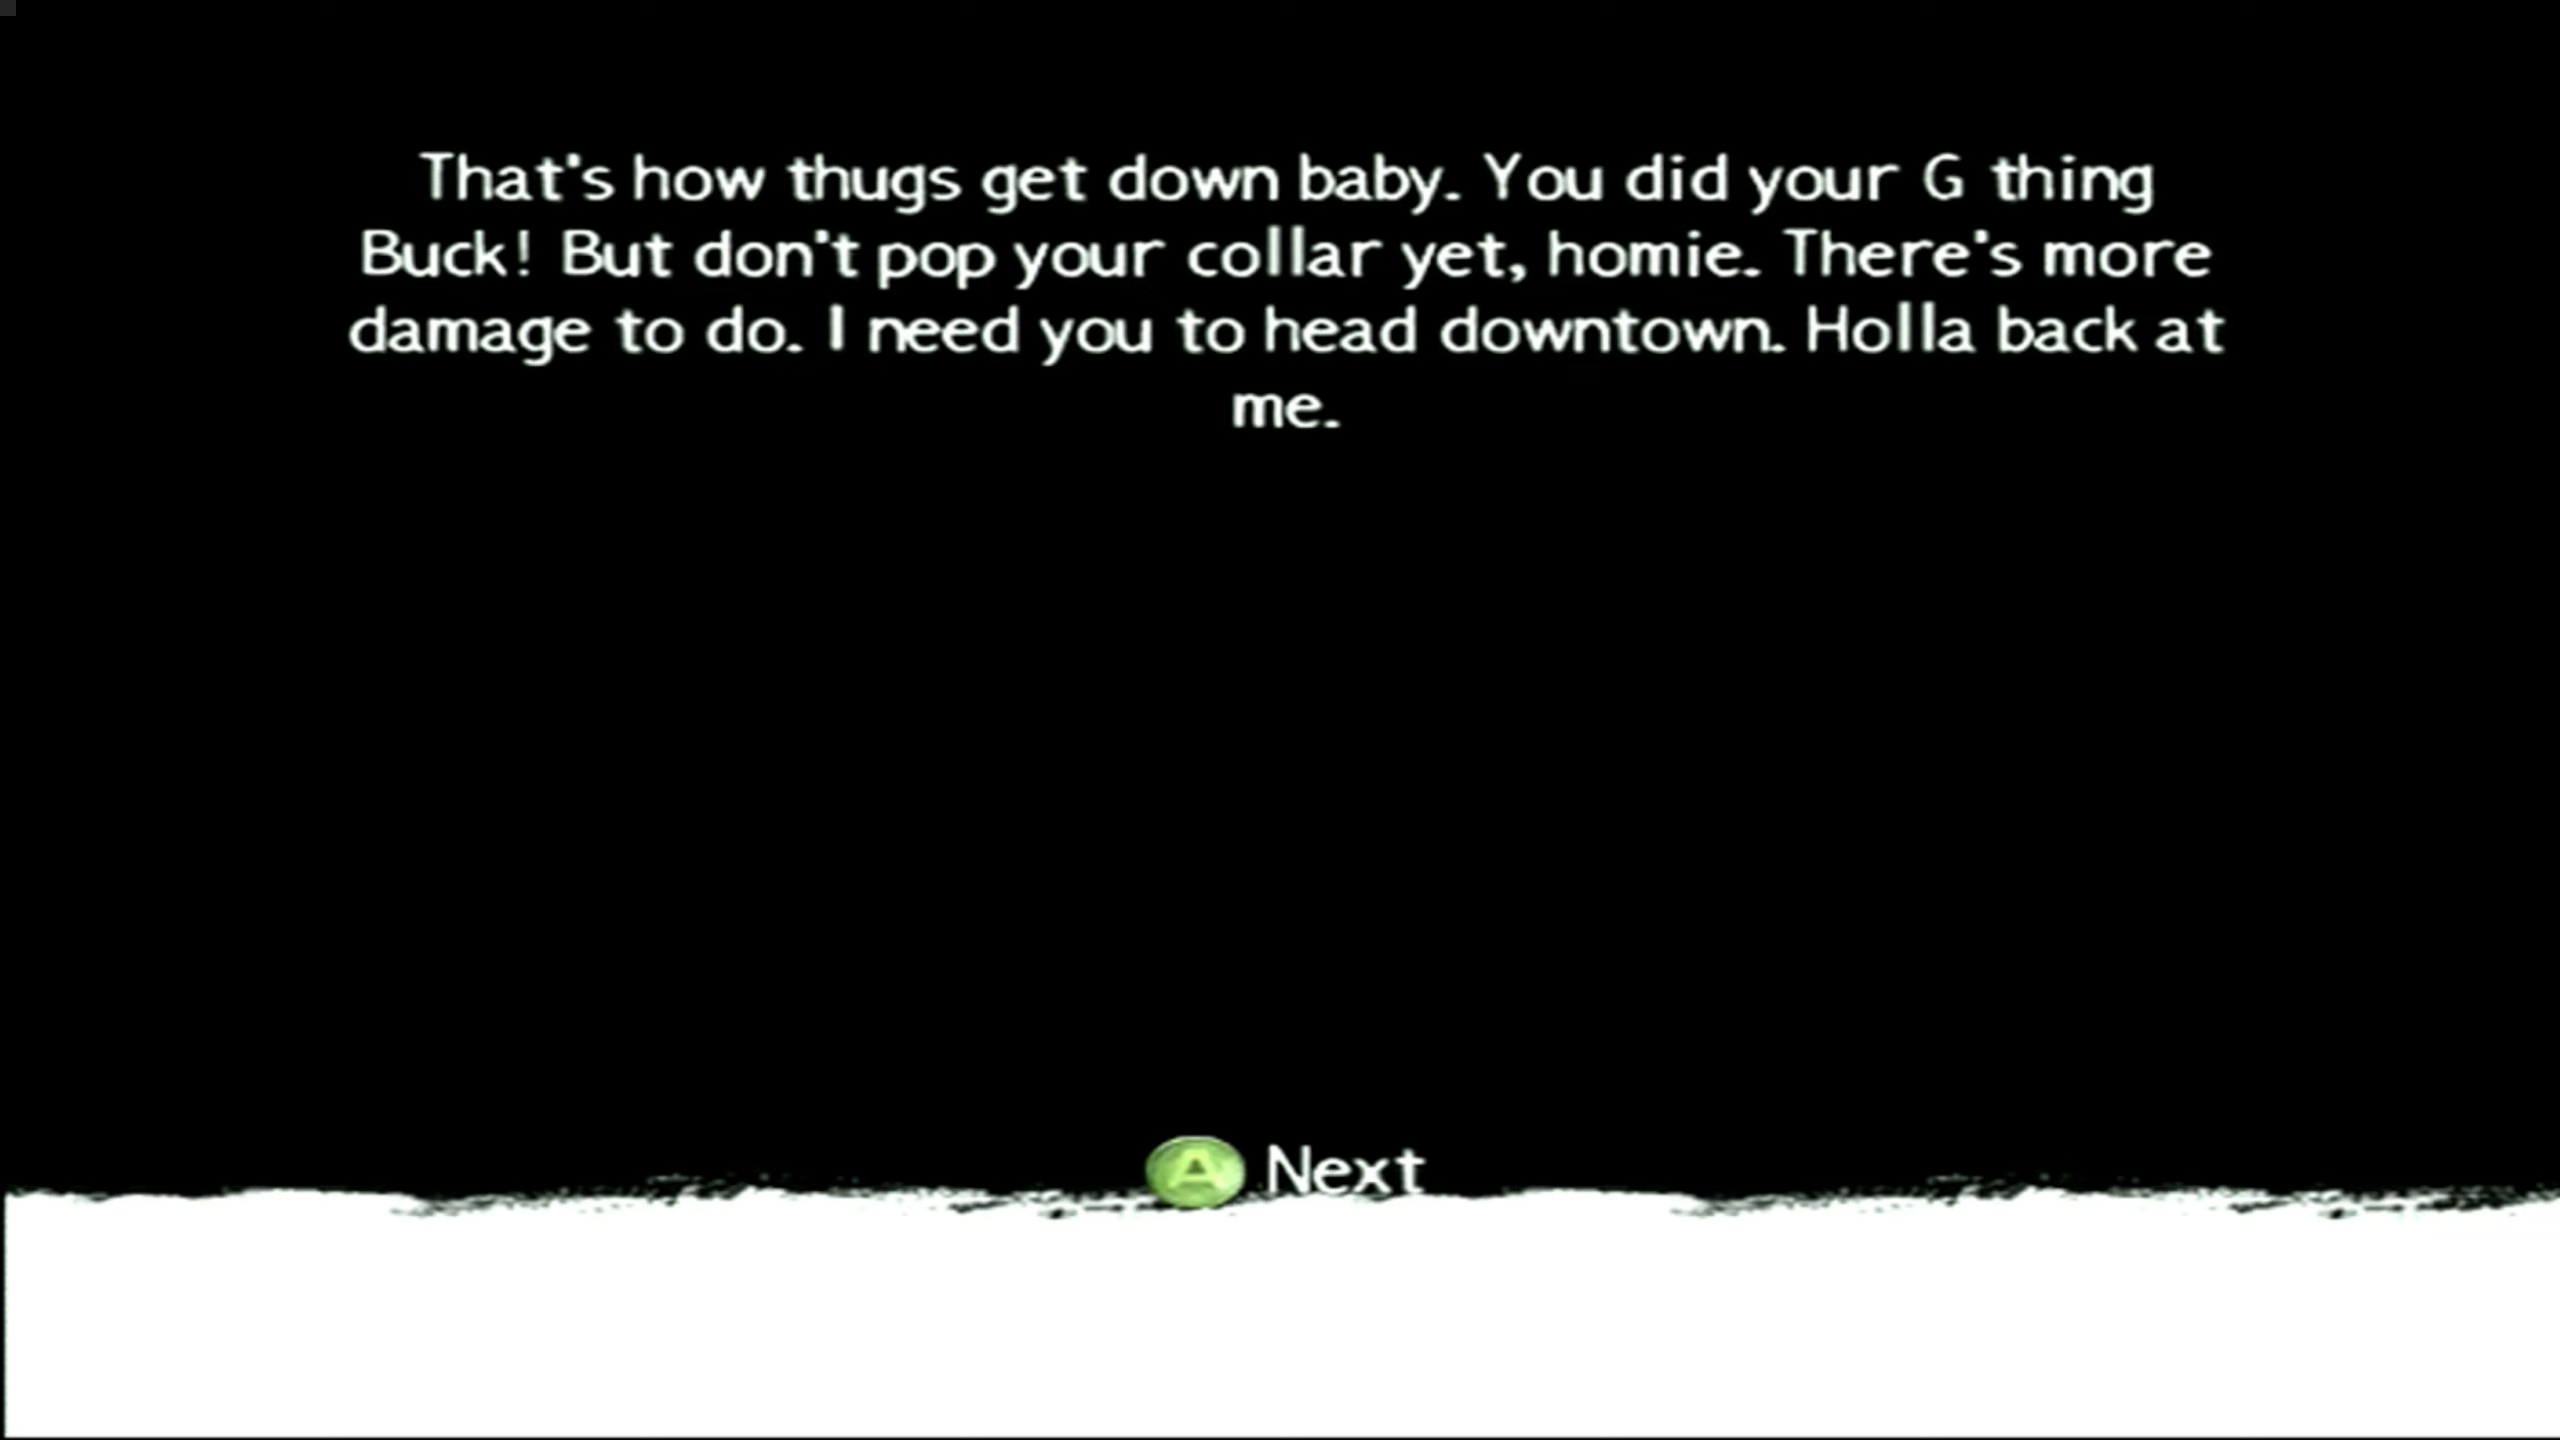 That's how thugs get down baby. You did your G thing
Buck! But don't pop your collar yet, homie. There's more
damage to do. I need you to head downtown. Holla back at
me.
A Next